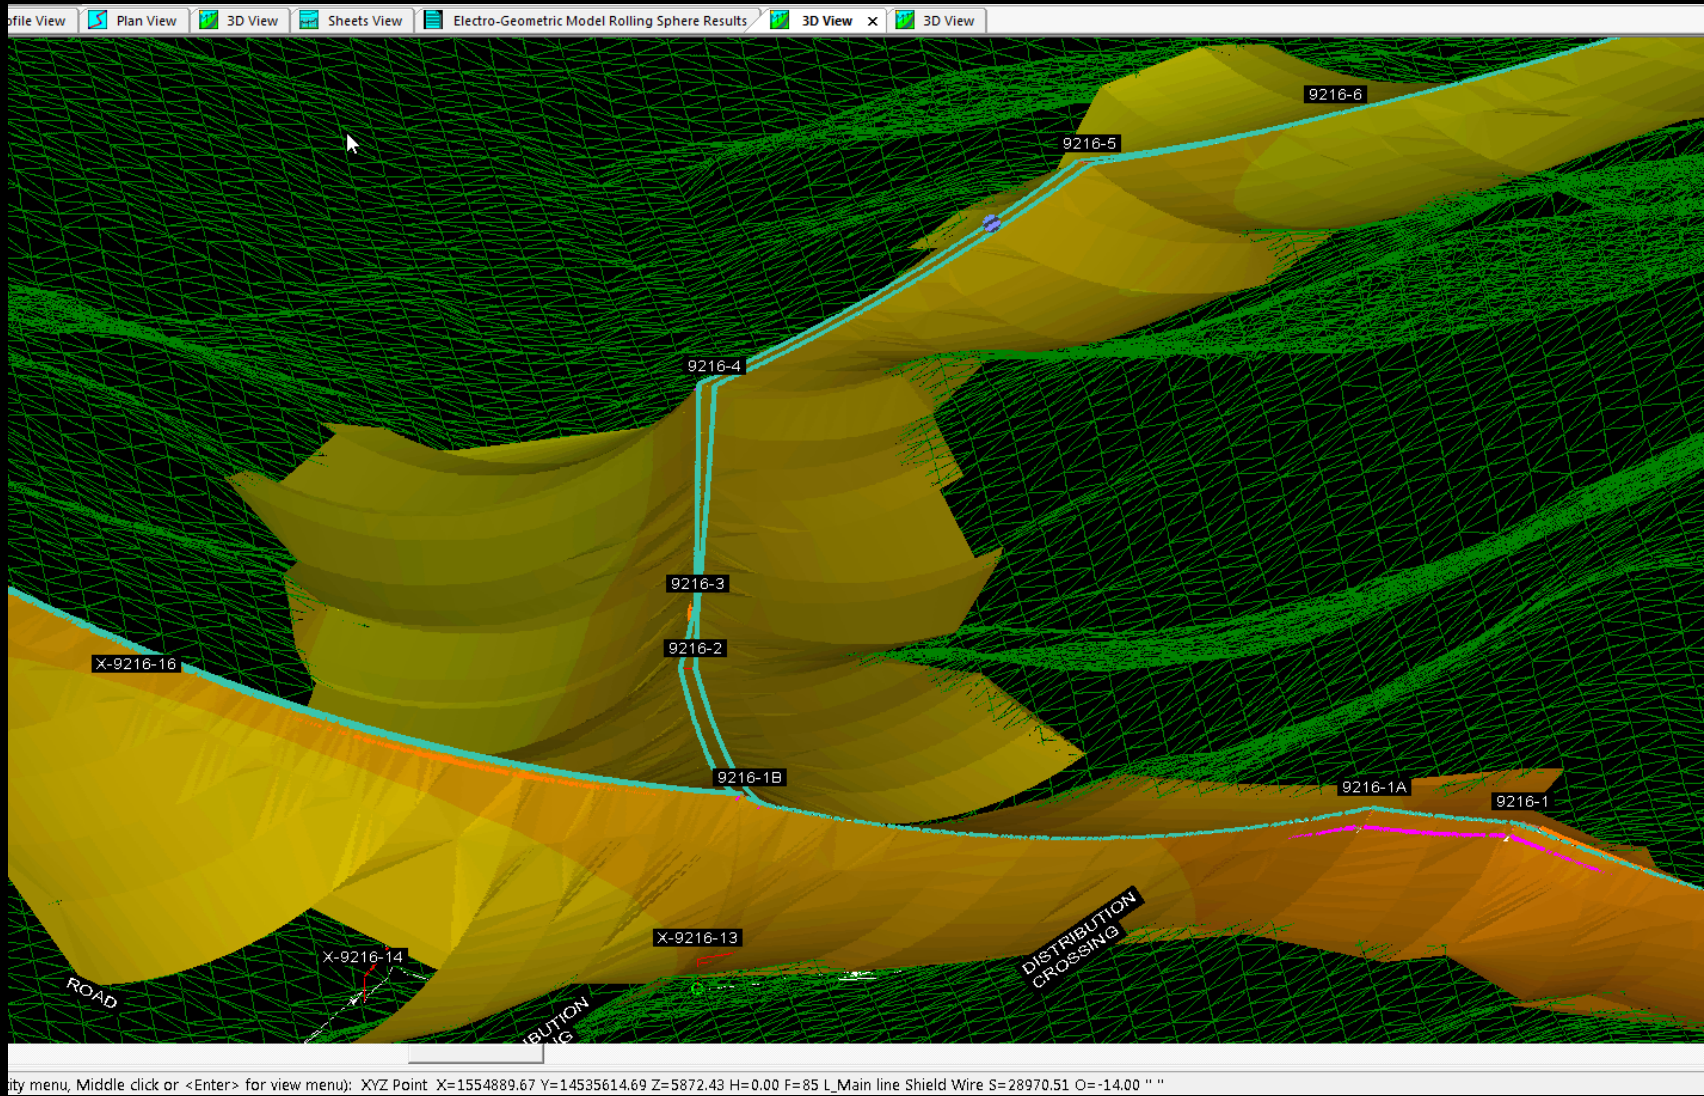 ofile View
Plan View
3D View
Sheets View
Electro-Geometric Model Rolling Sphere Results
3D View
3D View
9216-6
9216-5
9216-4
9216-3
9216-2
X-9216-16
9216-1B
9216-1A
9216-1
X-9216-13
X-9216-14
ROAD
DISTRIBUTION
CROSSING
IBUTION
NG
ity menu, Middle click or <Enter> for view menu): XYZ Point X=1554889.67 Y=14535614.69 Z=5872.43 H=0.00 F=85 L_Main line Shield Wire S=28970.51 O=-14.00 " "